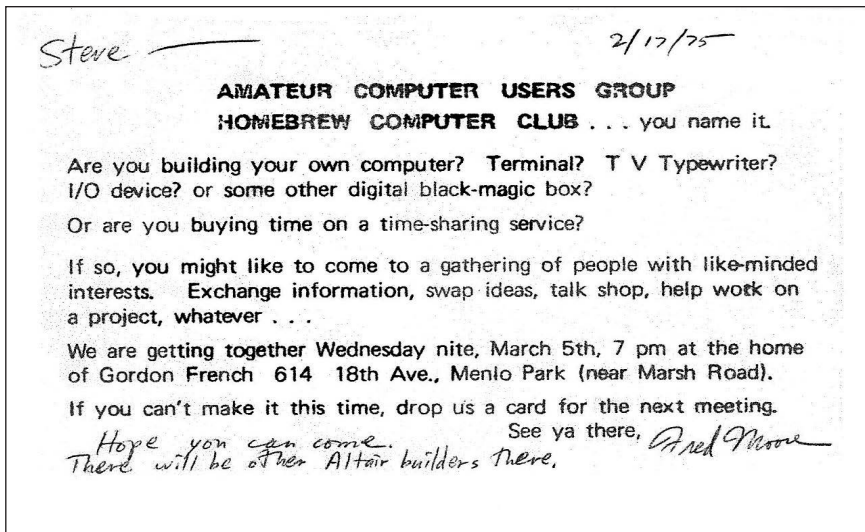 Steve — 2/17/75
AMATEUR COMPUTER USERS GROUP
HOMEBREW COMPUTER CLUB . . . you name it.
Are you building your own computer? Terminal? T V Typewriter?
I/O device? or some other digital black-magic box?
Or are you buying time on a time-sharing service?
If so, you might like to come to a gathering of people with like-minded
interests. Exchange information, swap ideas, talk shop, help work on
a project, whatever . . .
We are getting together Wednesday nite, March 5th, 7 pm at the home
of Gordon French 614 18th Ave., Menlo Park (near Marsh Road).
If you can't make it this time, drop us a card for the next meeting.
See ya there, Fred Moore
Hope you can come.
There will be other Altair builders there.